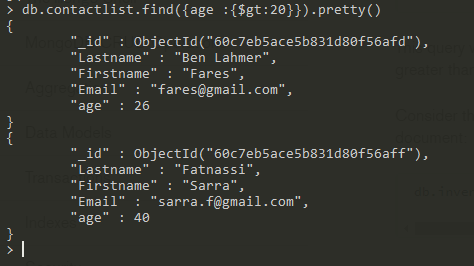 > db.contactlist.find({age :{$gt:20}}).pretty()
{
"_id" : ObjectId("60c7eb5ace5b831d80f56afd"),
"Lastname" : "Ben Lahmer",
"Firstname" : "Fares",
"Email" : "fares@gmail.com",
"age" : 26
}
{
"_id" : ObjectId("60c7eb5ace5b831d80f56aff"),
"Lastname" : "Fatnassi",
"Firstname" : "Sarra",
"Email" : "sarra.f@gmail.com",
"age" : 40
}
>